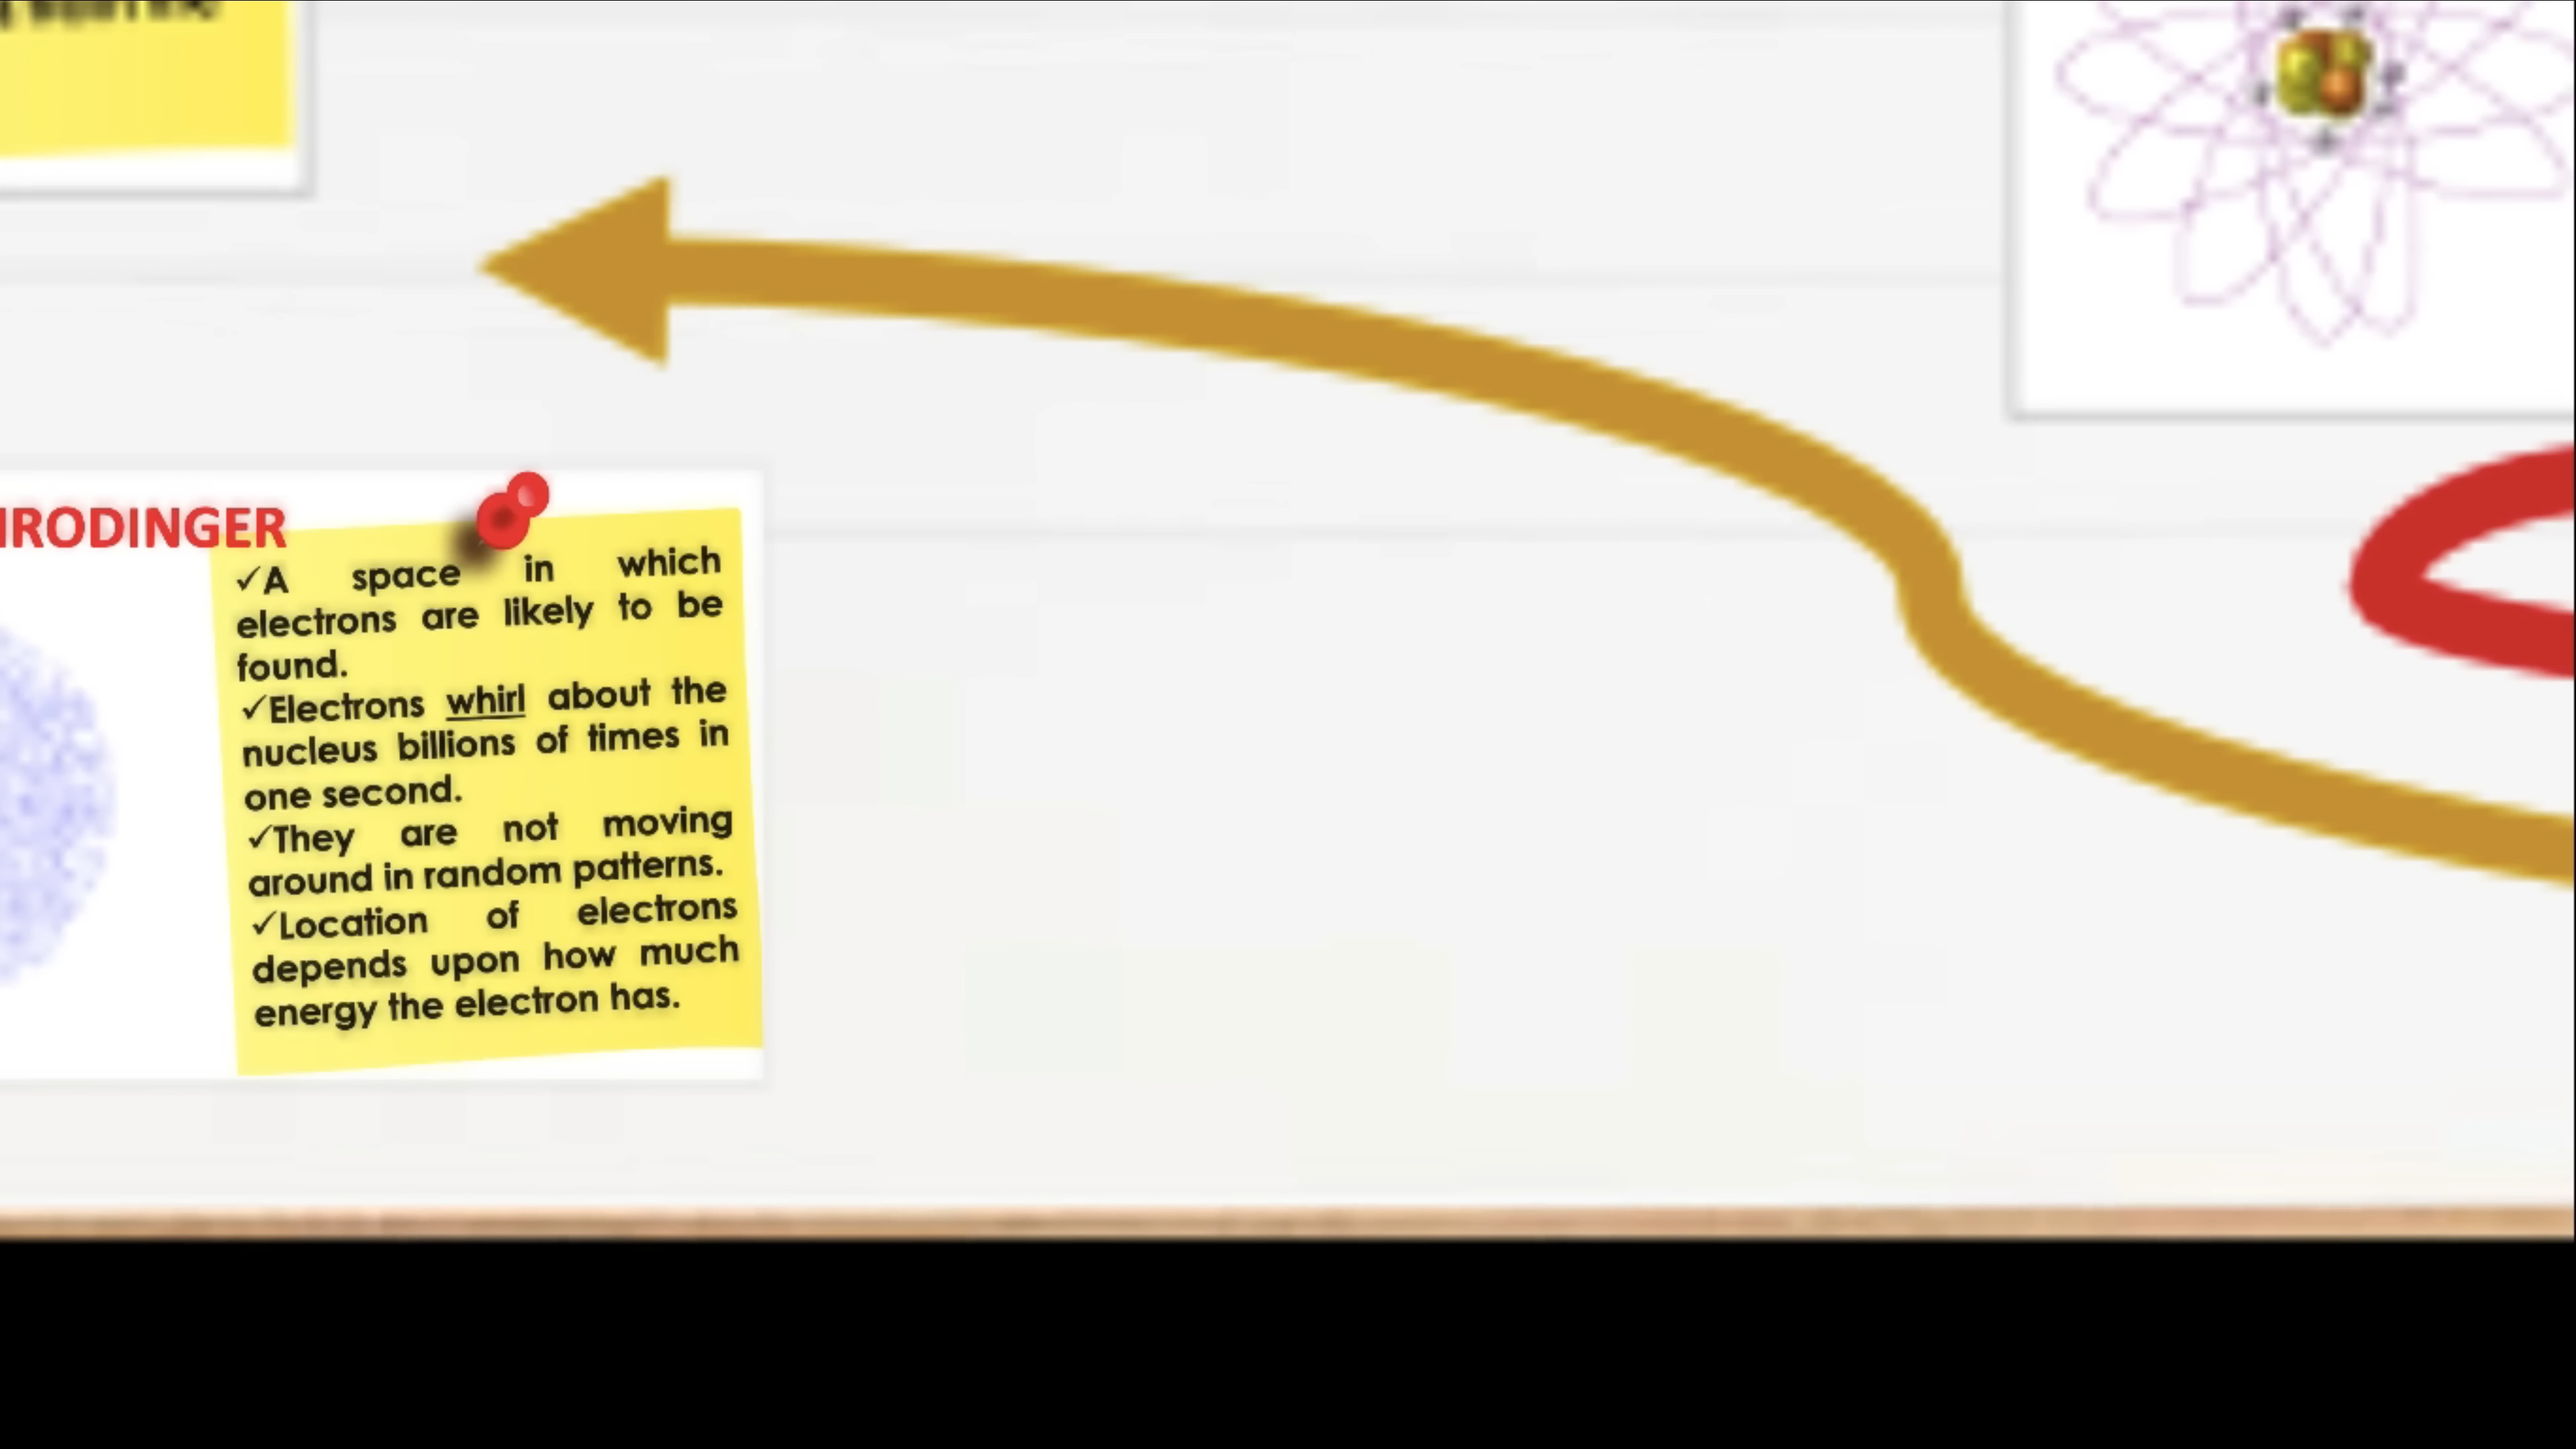 HRODINGER
✓A space in which
electrons are likely to be
found.
✓Electrons whirl about the
nucleus billions of times in
one second.
✓They are not moving
around in random patterns.
✓Location of electrons
depends upon how much
energy the electron has.